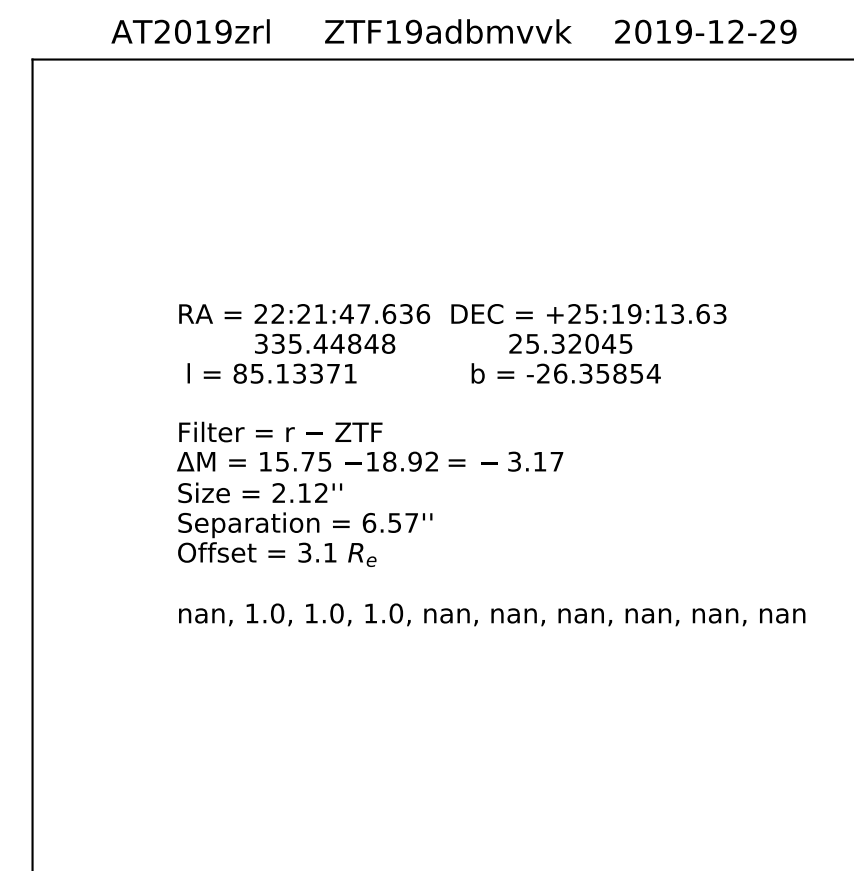 AT2019zrl ZTF19adbmvvk 2019-12-29
RA = 22:21:47.636 DEC = +25:19:13.63
335.44848 25.32045
l = 85.13371 b = -26.35854
Filter = r − ZTF
ΔM = 15.75 −18.92 = − 3.17
Size = 2.12''
Separation = 6.57''
Offset = 3.1 Re
nan, 1.0, 1.0, 1.0, nan, nan, nan, nan, nan, nan